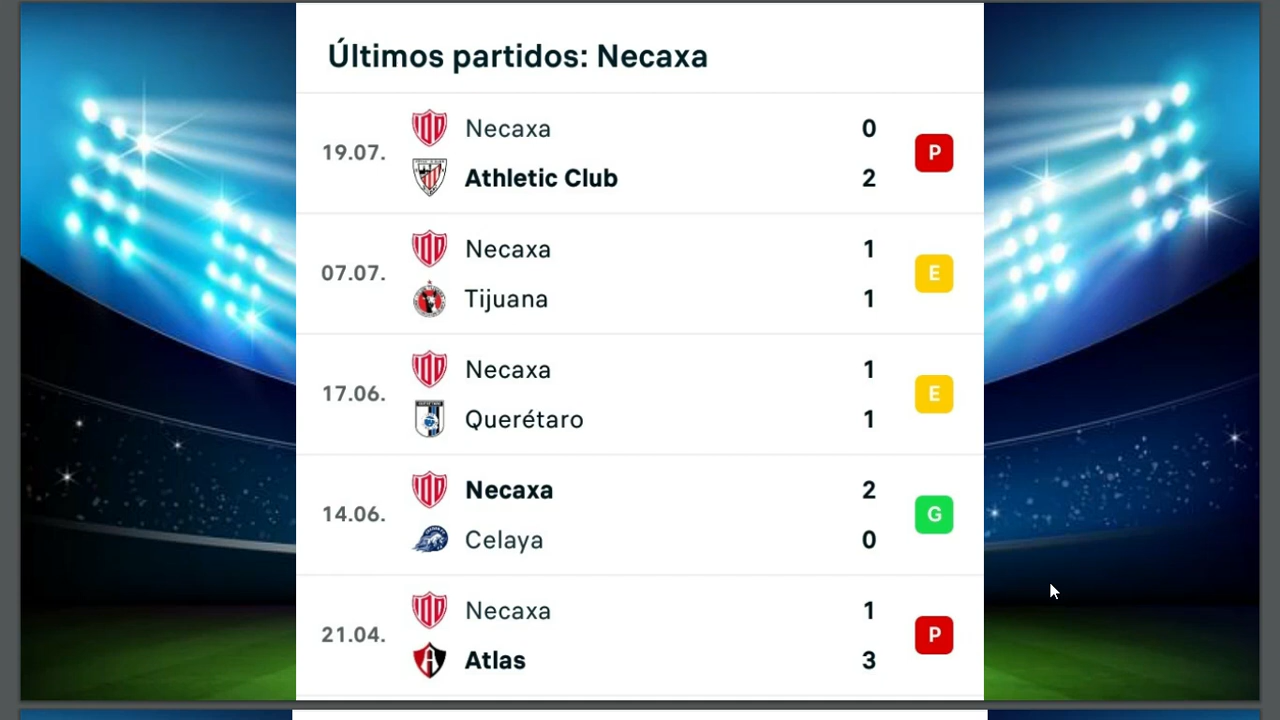 Últimos partidos: Necaxa
19.07.
Necaxa 0
Athletic Club 2
P
07.07.
Necaxa 1
Tijuana 1
E
17.06.
Necaxa 1
Querétaro 1
E
14.06.
Necaxa 2
Celaya 0
G
21.04.
Necaxa 1
Atlas 3
P